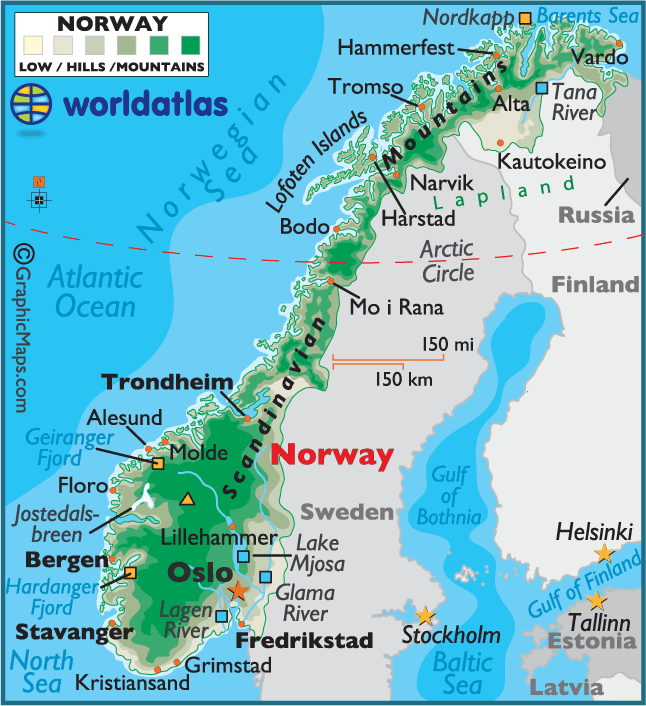 NORWAY
LOW / HILLS /MOUNTAINS
worldatlas
N
© GraphicMaps.com
Nordkapp
Barents Sea
Hammerfest
Vardo
Tromso
Alta
Tana
River
Mountains
Lofoten Islands
Kautokeino
Norwegian
Sea
Narvik
Lapland
Harstad
Russia
Bodo
Arctic
Circle
Atlantic
Ocean
Finland
Mo i Rana
150 mi
150 km
Scandinavian
Trondheim
Alesund
Geiranger
Fjord
Molde
Norway
Floro
Gulf
of
Bothnia
Jostedals-
breen
Sweden
Lillehammer
Helsinki
Lake
Mjosa
Bergen
Oslo
Gulf of Finland
Hardanger
Fjord
Glama
River
Lagen
River
Tallinn
Stavanger
Fredrikstad
Stockholm
Estonia
North
Sea
Grimstad
Baltic
Sea
Kristiansand
Latvia